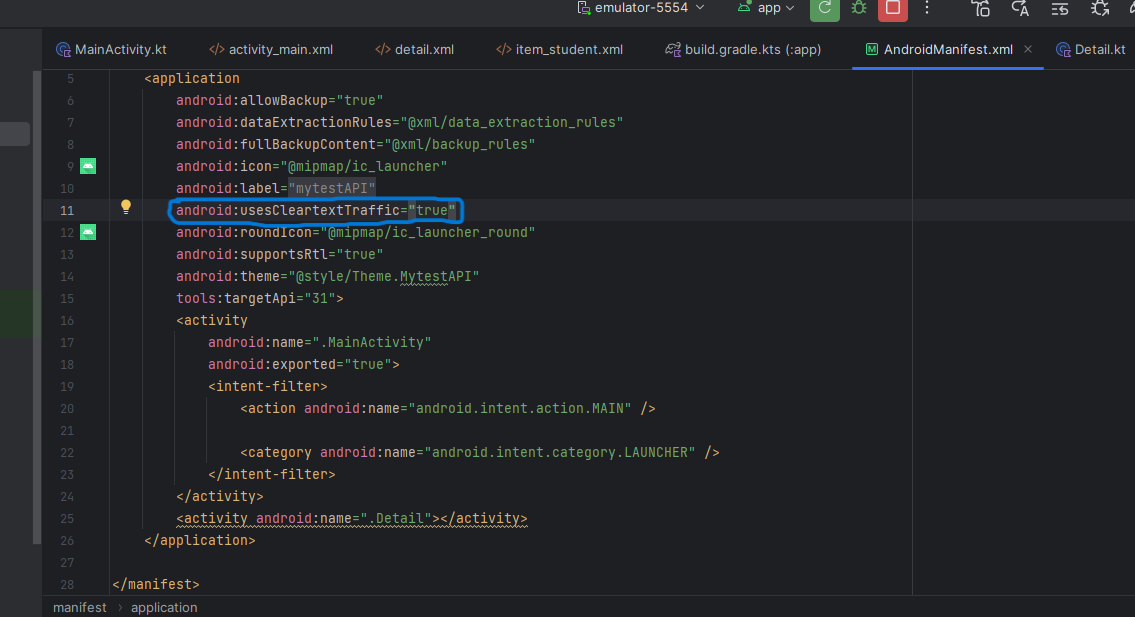 emulator-5554 app
MainActivity.kt activity_main.xml detail.xml item_student.xml build.gradle.kts (:app) AndroidManifest.xml Detail.kt
5 <application
6 android:allowBackup="true"
7 android:dataExtractionRules="@xml/data_extraction_rules"
8 android:fullBackupContent="@xml/backup_rules"
9 android:icon="@mipmap/ic_launcher"
10 android:label="mytestAPI"
11 android:usesCleartextTraffic="true"
12 android:roundIcon="@mipmap/ic_launcher_round"
13 android:supportsRtl="true"
14 android:theme="@style/Theme.MytestAPI"
15 tools:targetApi="31">
16 <activity
17 android:name=".MainActivity"
18 android:exported="true">
19 <intent-filter>
20 <action android:name="android.intent.action.MAIN" />
21
22 <category android:name="android.intent.category.LAUNCHER" />
23 </intent-filter>
24 </activity>
25 <activity android:name=".Detail"></activity>
26 </application>
27
28 </manifest>
manifest › application